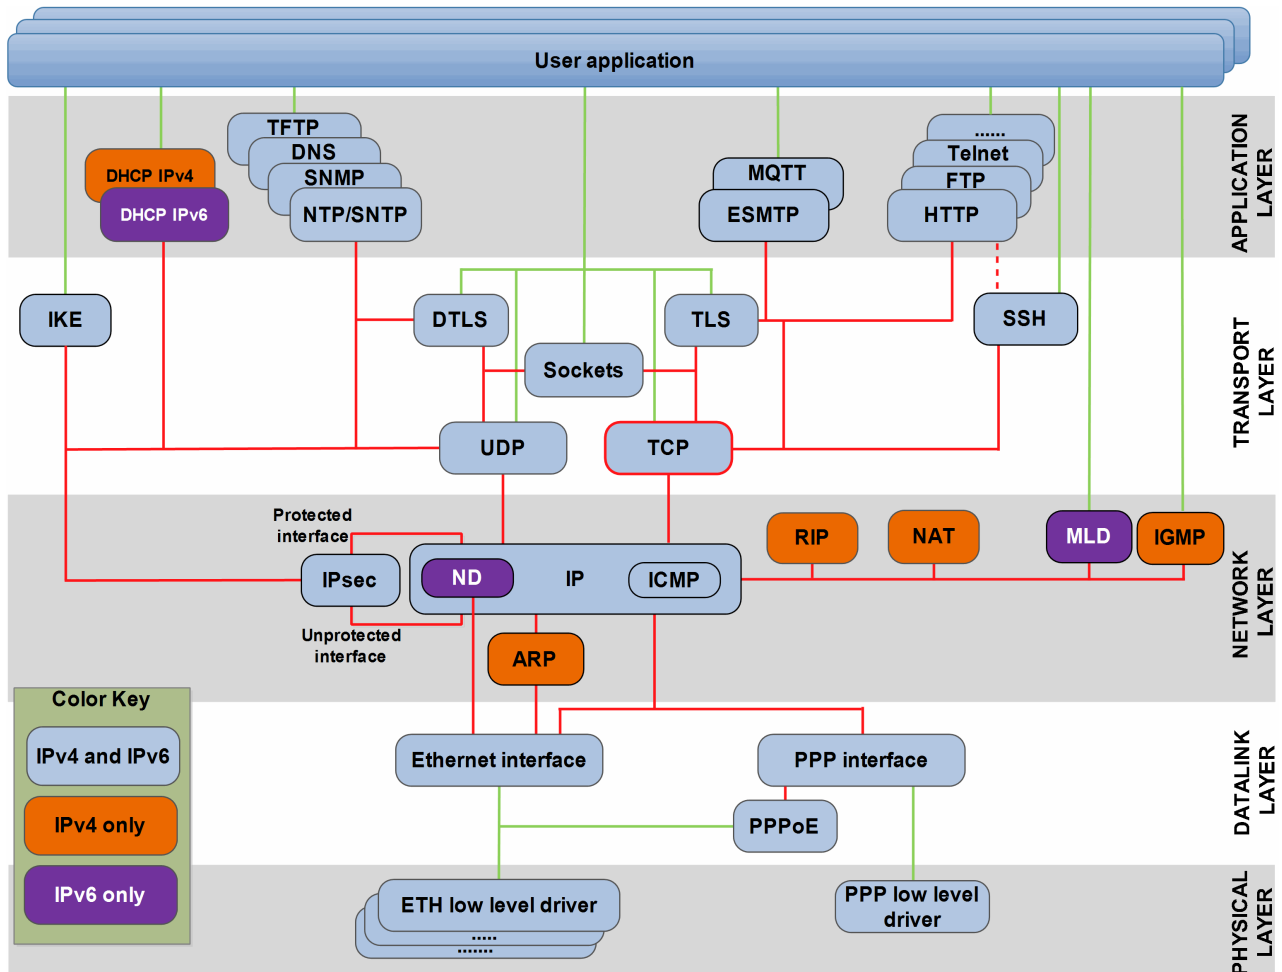 User application
TFTP
DNS
SNMP
NTP/SNTP
DHCP IPv4
DHCP IPv6
MQTT
ESMTP
......
Telnet
FTP
HTTP
APPLICATION
LAYER
IKE
DTLS
TLS
SSH
Sockets
UDP
TCP
TRANSPORT
LAYER
Protected
interface
IPsec
Unprotected
interface
ND
IP
ICMP
RIP
NAT
MLD
IGMP
ARP
NETWORK
LAYER
Color Key
IPv4 and IPv6
IPv4 only
IPv6 only
Ethernet interface
PPP interface
PPPoE
DATALINK
LAYER
ETH low level driver
.....
.......
PPP low level
driver
PHYSICAL
LAYER